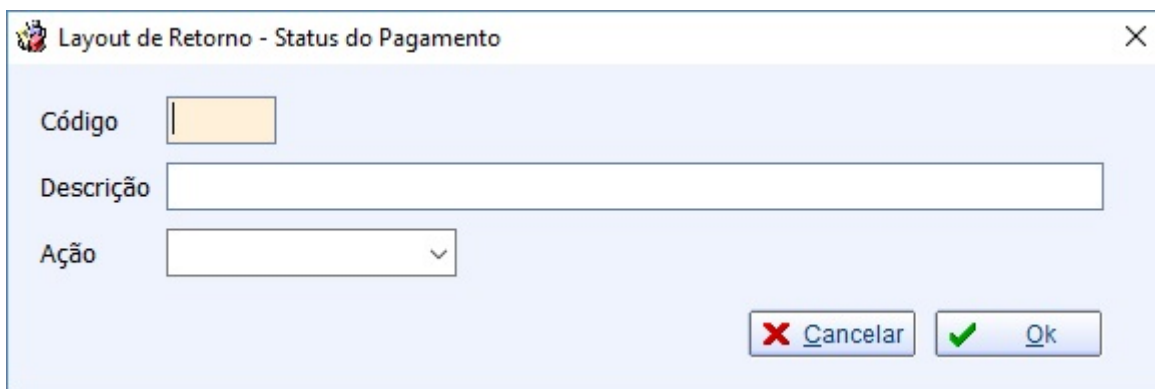 Layout de Retorno - Status do Pagamento
Código
Descrição
Ação
Cancelar Ok